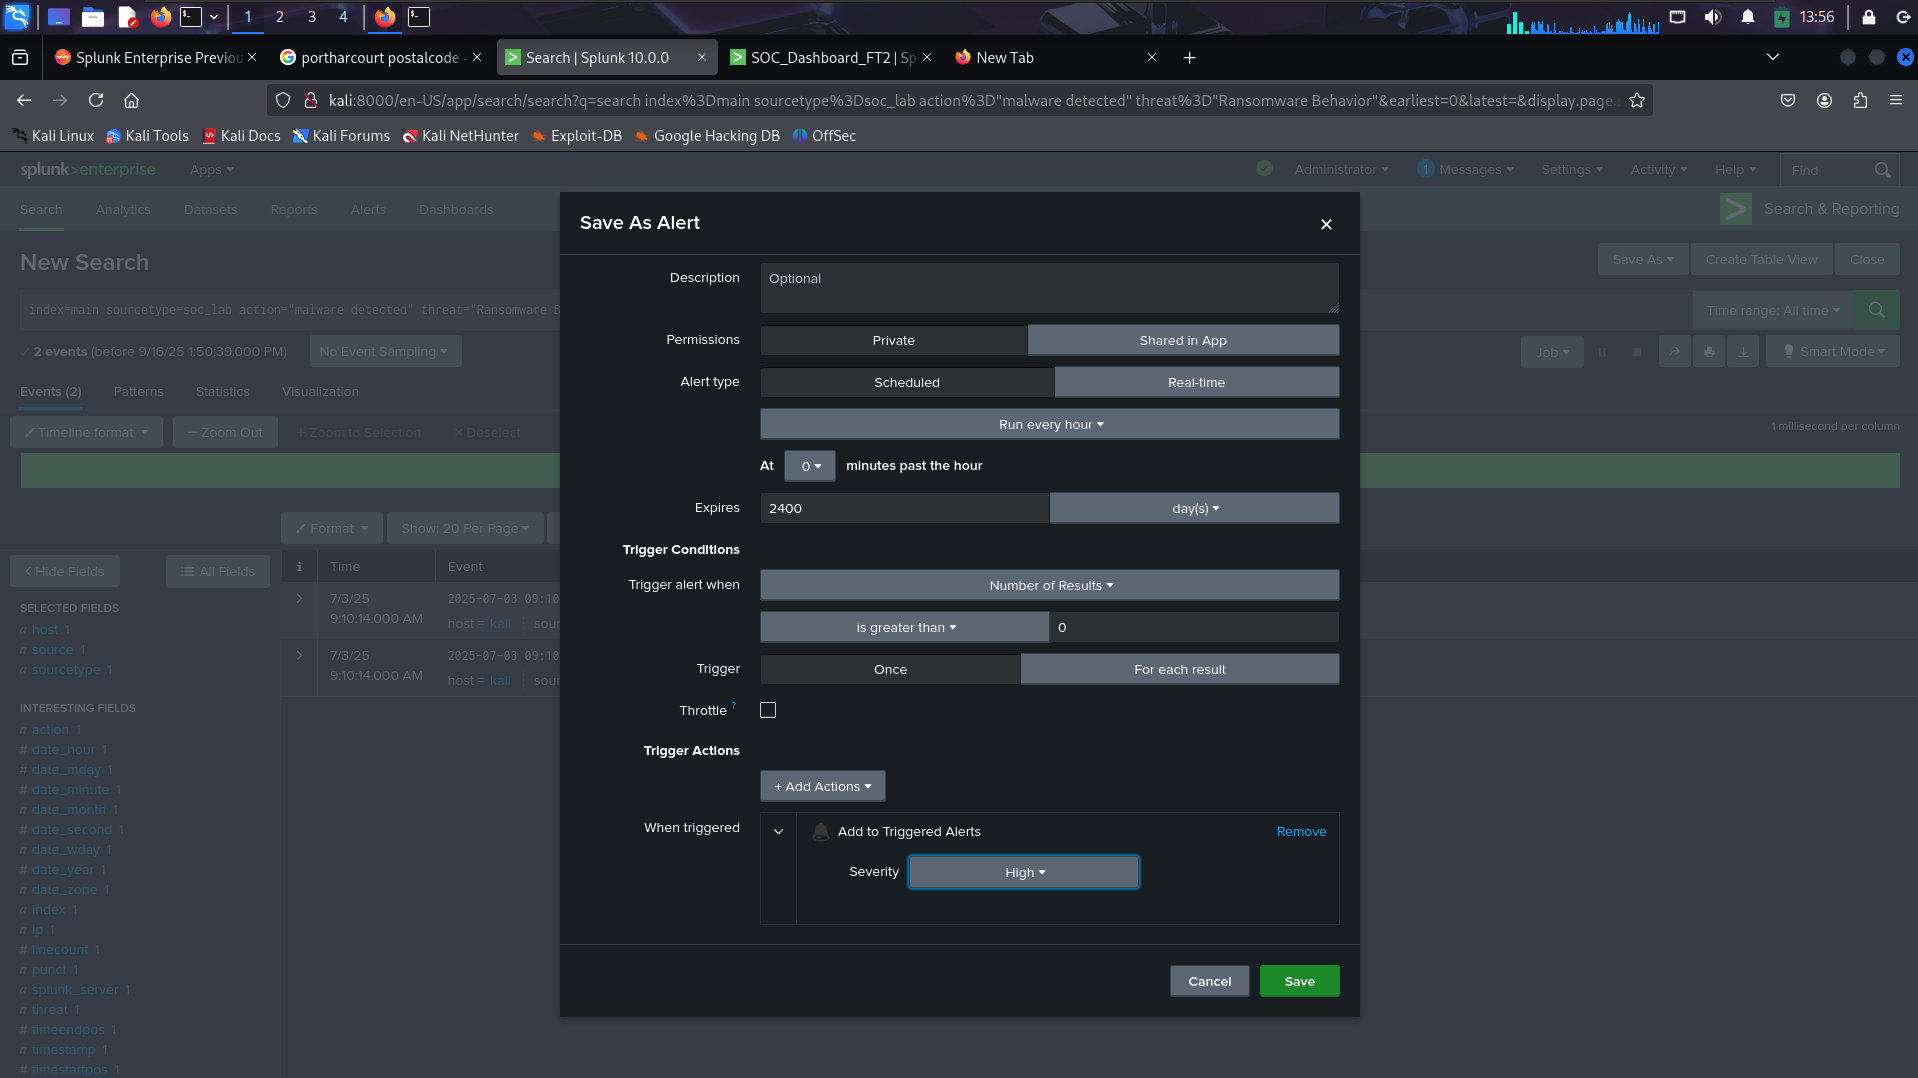 1 2 3 4 13:56
Splunk Enterprise Previou
portharcourt postalcode -
Search | Splunk 10.0.0
SOC_Dashboard_FT2 | Sp
New Tab
kali:8000/en-US/app/search/search?q=search index%3Dmain sourcetype%3Dsoc_lab action%3D"malware detected" threat%3D"Ransomware Behavior"&earliest=0&latest=&display.page.
Kali Linux Kali Tools Kali Docs Kali Forums Kali NetHunter Exploit-DB Google Hacking DB OffSec
splunk>enterprise Apps Administrator 1 Messages Settings Activity Help Find
Search Analytics Datasets Reports Alerts Dashboards Search & Reporting
New Search Save As Create Table View Close
index=main sourcetype=soc_lab action="malware detected" threat="Ransomware B Time range: All time
2 events (before 9/16/25 1:50:39.000 PM) No Event Sampling Job Smart Mode
Events (2) Patterns Statistics Visualization
Timeline format Zoom Out + Zoom to Selection × Deselect 1 millisecond per column
Format Show: 20 Per Page
Hide Fields All Fields
i Time Event
7/3/25 2025-07-03 09:10
9:10:14.000 AM host = kali sour
7/3/25 2025-07-03 09:10
9:10:14.000 AM host = kali sour
SELECTED FIELDS
a host 1
a source 1
a sourcetype 1
INTERESTING FIELDS
a action 1
# date_hour 1
# date_mday 1
# date_minute 1
a date_month 1
# date_second 1
a date_wday 1
# date_year 1
a date_zone 1
a index 1
a ip 1
# linecount 1
a punct 1
a splunk_server 1
a threat 1
# timeendpos 1
a timestamp 1
# timestartpos 1
Save As Alert
Description Optional
Permissions Private Shared in App
Alert type Scheduled Real-time
Run every hour
At 0 minutes past the hour
Expires 2400 day(s)
Trigger Conditions
Trigger alert when Number of Results
is greater than 0
Trigger Once For each result
Throttle ?
Trigger Actions
+ Add Actions
When triggered Add to Triggered Alerts Remove
Severity High
Cancel Save